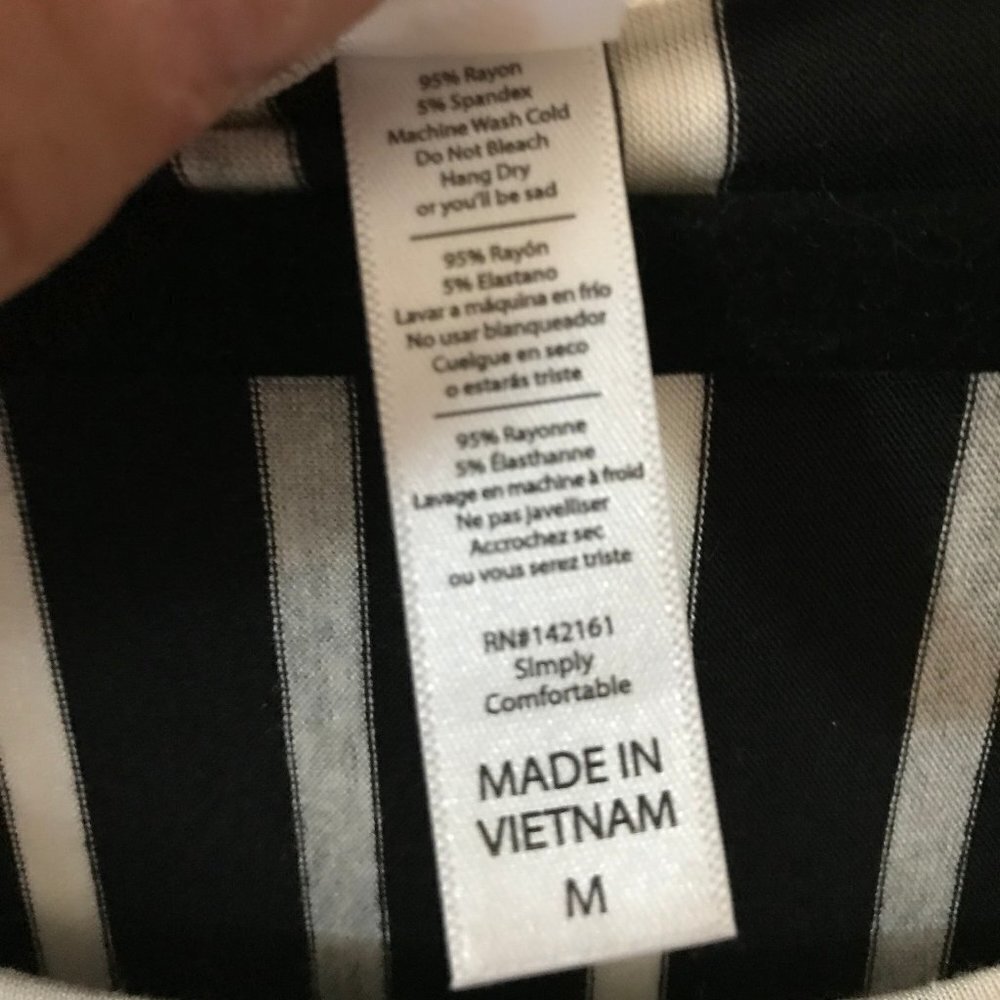 95% Rayon
5% Spandex
Machine Wash Cold
Do Not Bleach
Hang Dry
or you'll be sad
95% Rayón
5% Elastano
Lavar a máquina en frío
No usar blanqueador
Cuelgue en seco
o estarás triste
95% Rayonne
5% Élasthanne
Lavage en machine à froid
Ne pas javelliser
Accrochez sec
ou vous serez triste
RN#142161
Simply
Comfortable
MADE IN
VIETNAM
M